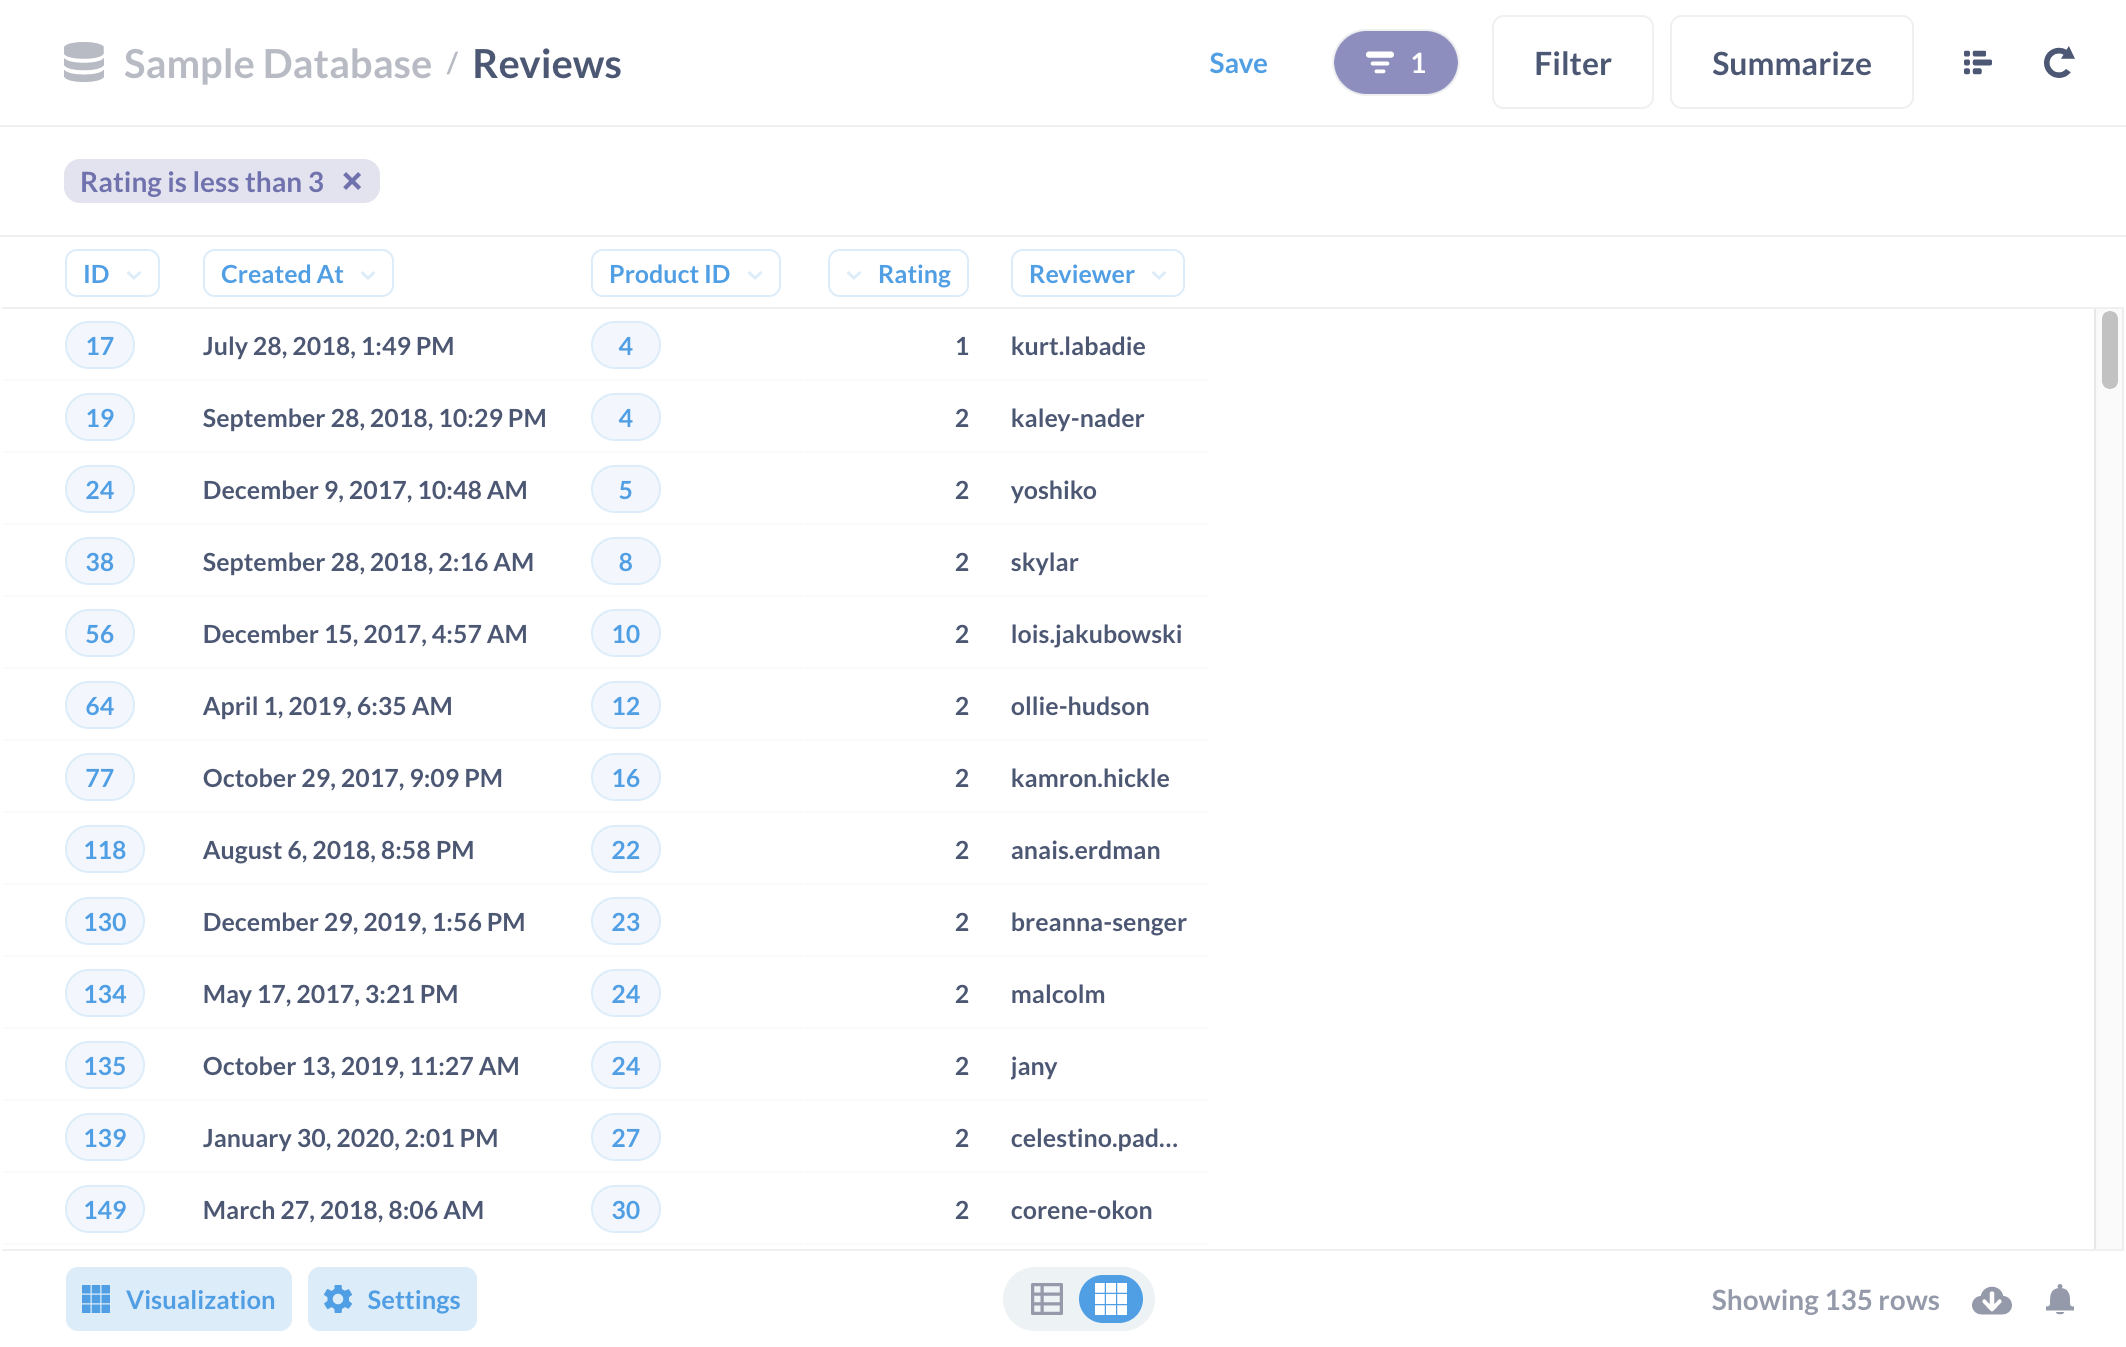 Sample Database / Reviews Save 1 Filter Summarize
Rating is less than 3
ID Created At Product ID Rating Reviewer
17 July 28, 2018, 1:49 PM 4 1 kurt.labadie
19 September 28, 2018, 10:29 PM 4 2 kaley-nader
24 December 9, 2017, 10:48 AM 5 2 yoshiko
38 September 28, 2018, 2:16 AM 8 2 skylar
56 December 15, 2017, 4:57 AM 10 2 lois.jakubowski
64 April 1, 2019, 6:35 AM 12 2 ollie-hudson
77 October 29, 2017, 9:09 PM 16 2 kamron.hickle
118 August 6, 2018, 8:58 PM 22 2 anais.erdman
130 December 29, 2019, 1:56 PM 23 2 breanna-senger
134 May 17, 2017, 3:21 PM 24 2 malcolm
135 October 13, 2019, 11:27 AM 24 2 jany
139 January 30, 2020, 2:01 PM 27 2 celestino.pad...
149 March 27, 2018, 8:06 AM 30 2 corene-okon
Visualization Settings Showing 135 rows